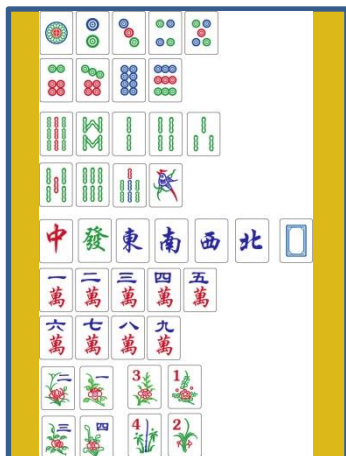 中 發 東 南 西 北
一 二 三 四 五
萬 萬 萬 萬 萬
六 七 八 九
萬 萬 萬 萬
二 一 3 1
三 四 4 2